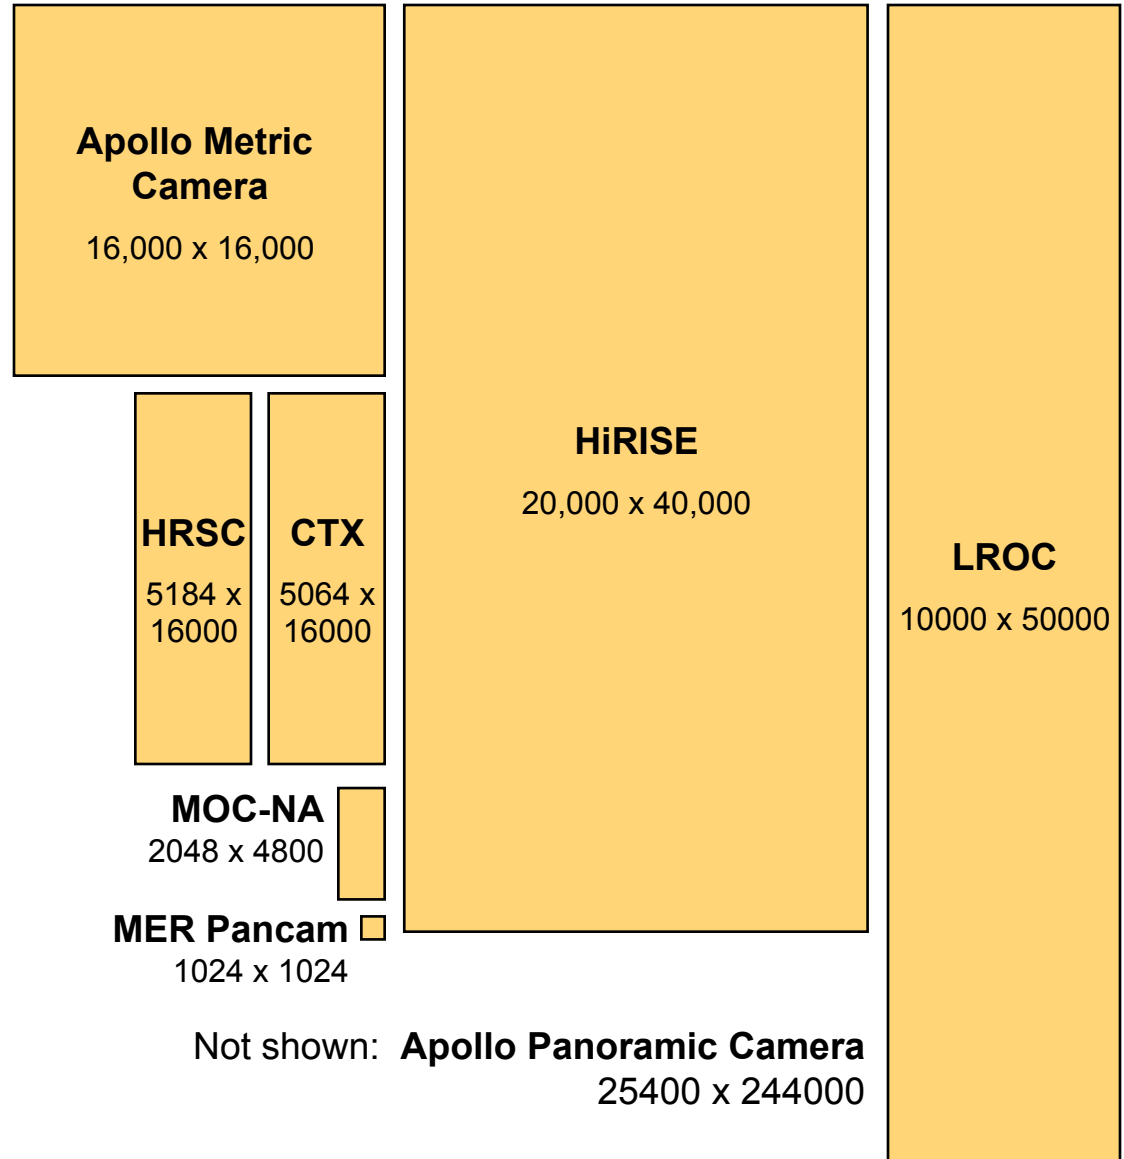 Apollo Metric
Camera
16,000 x 16,000
HiRISE
20,000 x 40,000
LROC
10000 x 50000
HRSC
5184 x
16000
CTX
5064 x
16000
MOC-NA
2048 x 4800
MER Pancam
1024 x 1024
Not shown: Apollo Panoramic Camera
25400 x 244000